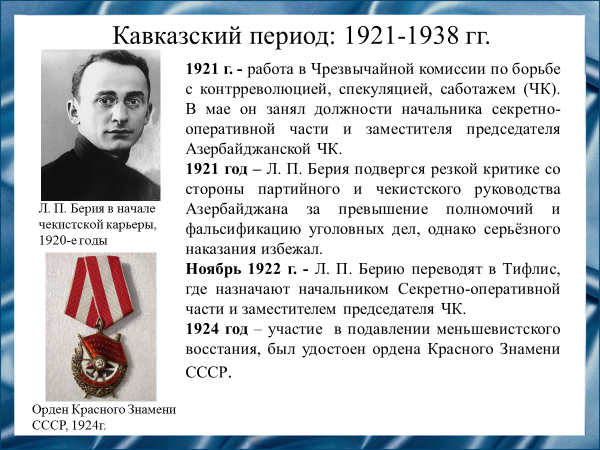 Кавказский период: 1921-1938 гг.
1921 г. - работа в Чрезвычайной комиссии по борьбе
с контрреволюцией, спекуляцией, саботажем (ЧК).
В мае он занял должности начальника секретно-
оперативной части и заместителя председателя
Азербайджанской ЧК.
1921 год – Л. П. Берия подвергся резкой критике со
стороны партийного и чекистского руководства
Азербайджана за превышение полномочий и
фальсификацию уголовных дел, однако серьёзного
наказания избежал.
Ноябрь 1922 г. - Л. П. Берию переводят в Тифлис,
где назначают начальником Секретно-оперативной
части и заместителем председателя ЧК.
1924 год – участие в подавлении меньшевистского
восстания, был удостоен ордена Красного Знамени
СССР.
Л. П. Берия в начале
чекистской карьеры,
1920-е годы
Орден Красного Знамени
СССР, 1924г.